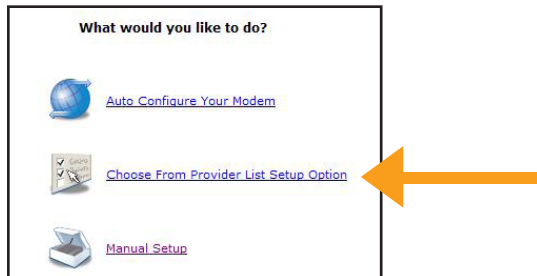 What would you like to do?
Auto Configure Your Modem
Choose From Provider List Setup Option
Manual Setup